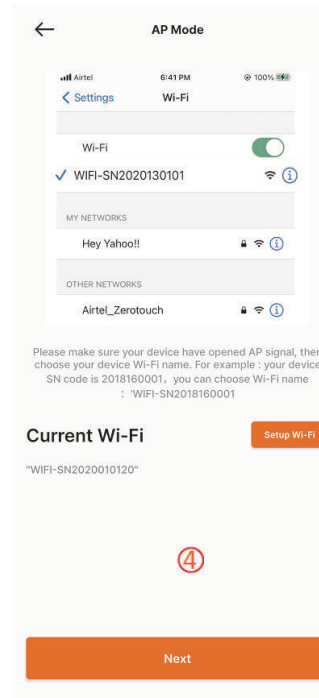 AP Mode
Airtel 6:41 PM 100%
Settings Wi-Fi
Wi-Fi
WIFI-SN2020130101
MY NETWORKS
Hey Yahoo!!
OTHER NETWORKS
Airtel_Zerotouch
Please make sure your device have opened AP signal, then
choose your device Wi-Fi name. For example : your device
SN code is 2018160001, you can choose Wi-Fi name
: 'WIFI-SN2018160001
Current Wi-Fi
Setup Wi-Fi
"WIFI-SN2020010120"
④
Next